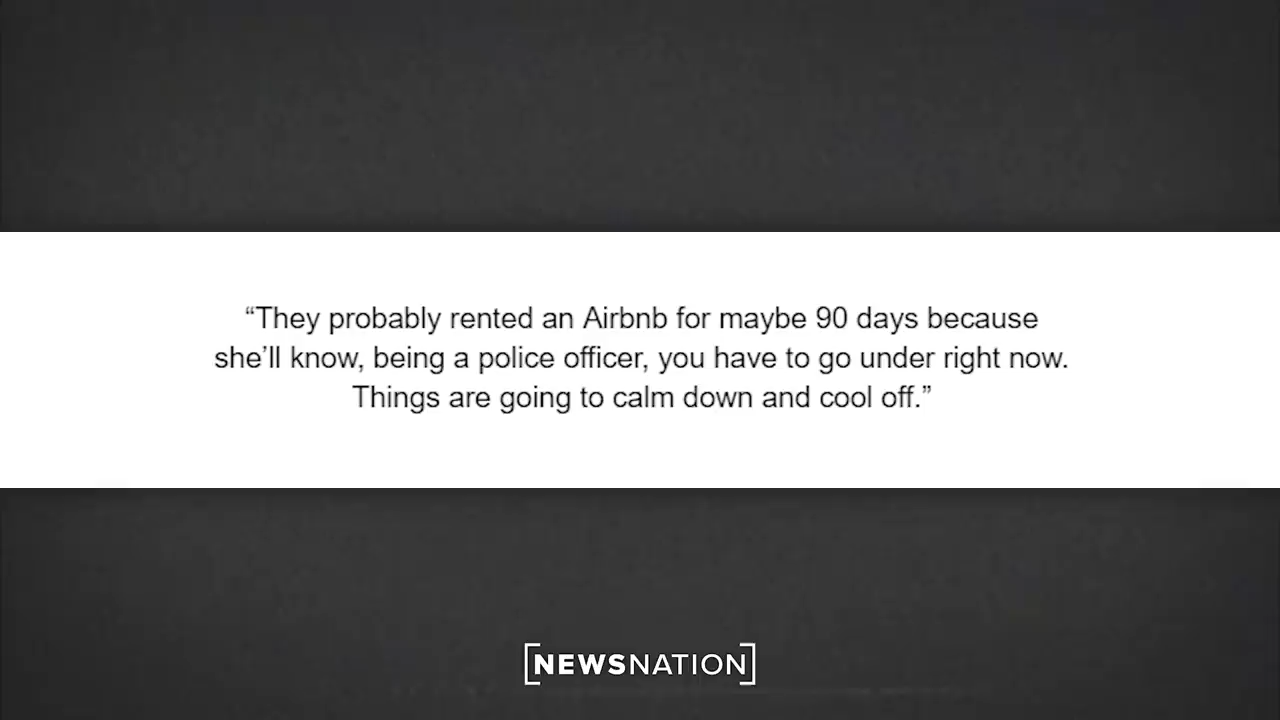 “They probably rented an Airbnb for maybe 90 days because
she’ll know, being a police officer, you have to go under right now.
Things are going to calm down and cool off.”
[NEWSNATION]